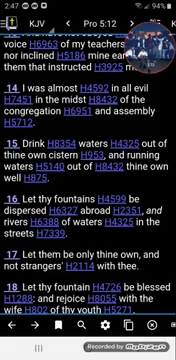 2:47
KJV
Pro 5:12
voice H6963 of my teachers
nor inclined H5186 mine ear
them that instructed H3925 me
14 I was almost H4592 in all evil
H7451 in the midst H8432 of the
congregation H6951 and assembly
H5712.
15 Drink H8354 waters H4325 out of
thine own cistern H953, and running
waters H5140 out of H8432 thine own
well H875.
16 Let thy fountains H4599 be
dispersed H6327 abroad H2351, and
rivers H6388 of waters H4325 in the
streets H7339.
17 Let them be only thine own, and
not strangers' H2114 with thee.
18 Let thy fountain H4726 be blessed
H1288: and rejoice H8055 with the
wife H802 of thy youth H5271.
RECORDED WITH